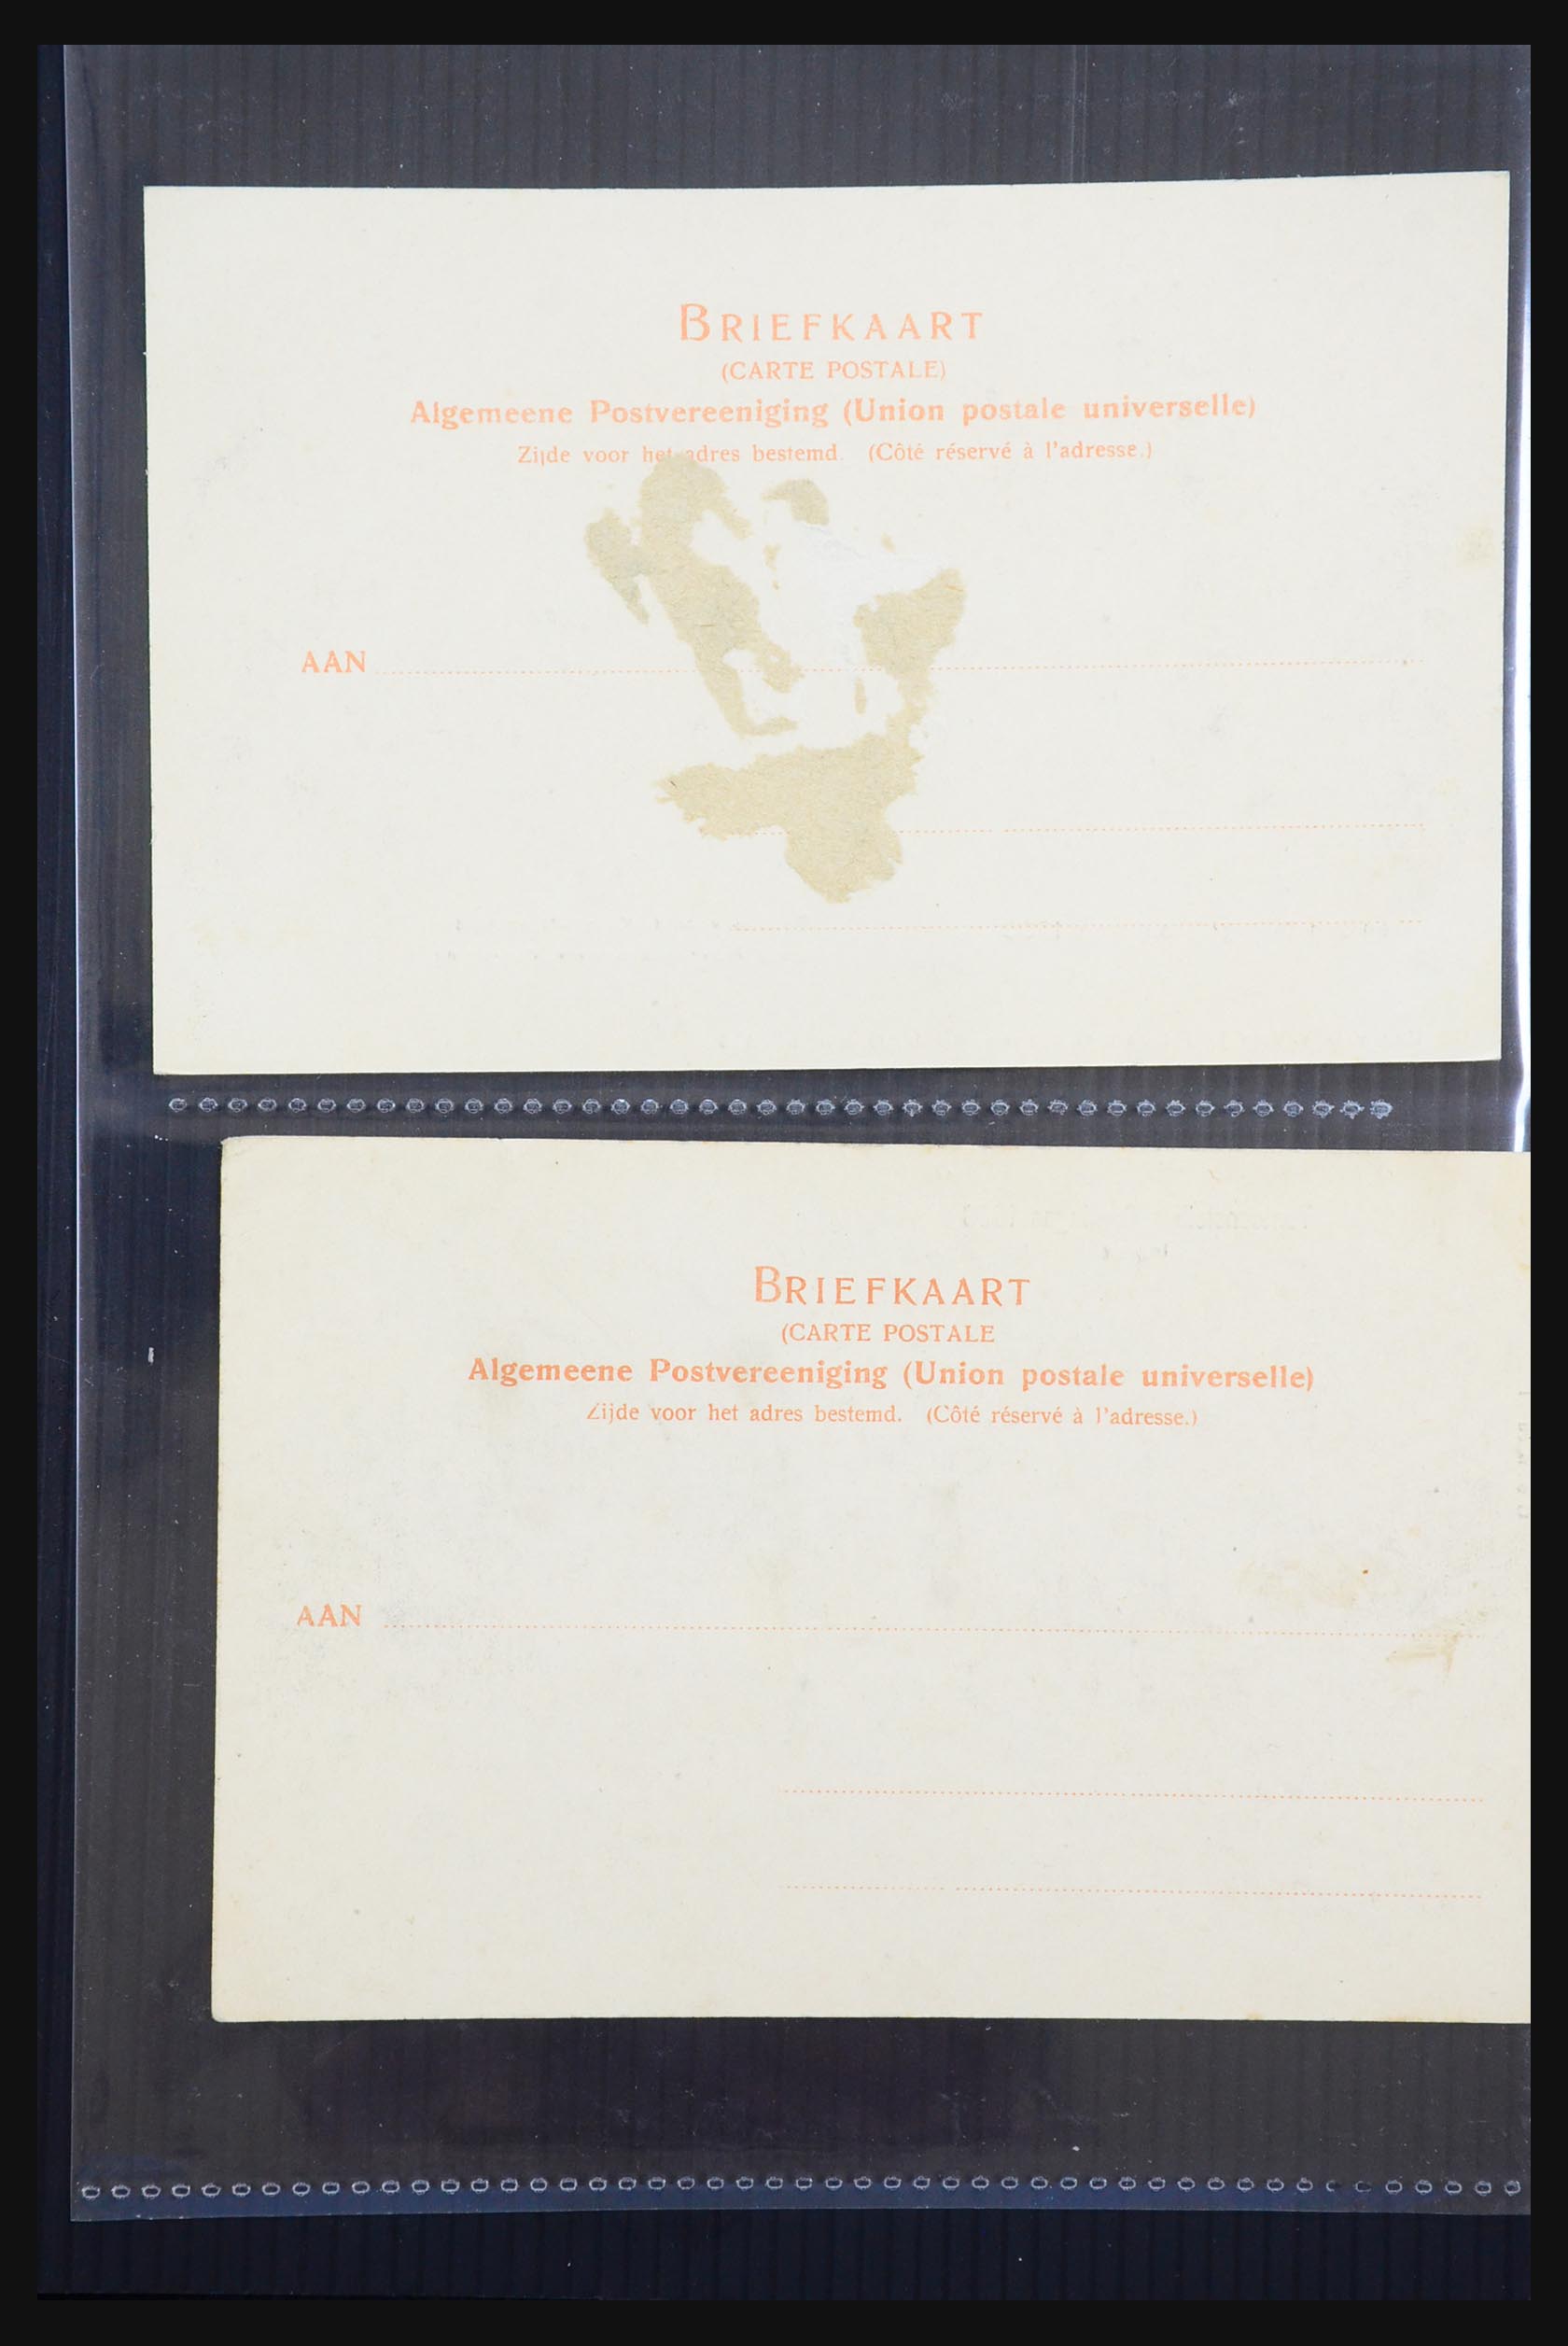 BRIEFKAART
(CARTE POSTALE)
Algemeene Postvereeniging (Union postale universelle)
Zijde voor het adres bestemd. (Côté réservé à l'adresse.)
AAN
BRIEFKAART
(CARTE POSTALE
Algemeene Postvereeniging (Union postale universelle)
Zijde voor het adres bestemd. (Côté réservé à l'adresse.)
AAN